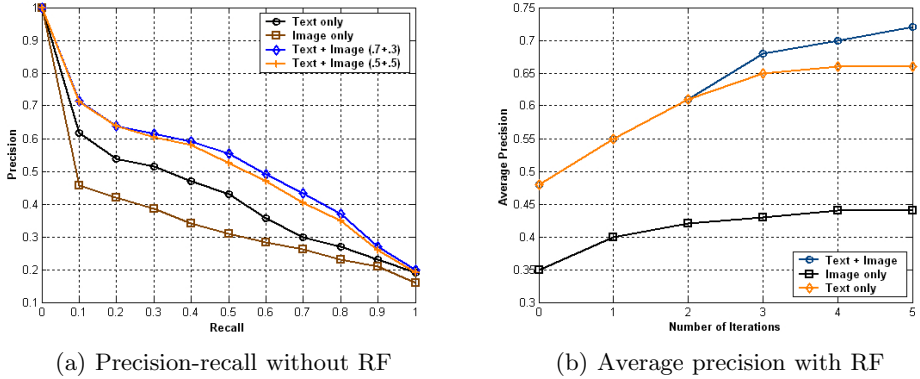 1
0.9
0.8
0.7
0.6
0.5
0.4
0.3
0.2
0.1
Precision
0 0.1 0.2 0.3 0.4 0.5 0.6 0.7 0.8 0.9 1
Recall
Text only
Image only
Text + Image (.7+.3)
Text + Image (.5+.5)
(a) Precision-recall without RF
0.75
0.7
0.65
0.6
0.55
0.5
0.45
0.4
0.35
0.3
Average Precision
0 1 2 3 4 5
Number of Iterations
Text + Image
Image only
Text only
(b) Average precision with RF